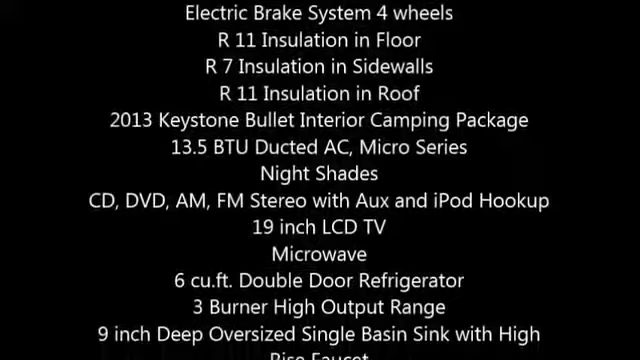 Electric Brake System 4 wheels
R 11 Insulation in Floor
R 7 Insulation in Sidewalls
R 11 Insulation in Roof
2013 Keystone Bullet Interior Camping Package
13.5 BTU Ducted AC, Micro Series
Night Shades
CD, DVD, AM, FM Stereo with Aux and iPod Hookup
19 inch LCD TV
Microwave
6 cu.ft. Double Door Refrigerator
3 Burner High Output Range
9 inch Deep Oversized Single Basin Sink with High
Rise Faucet